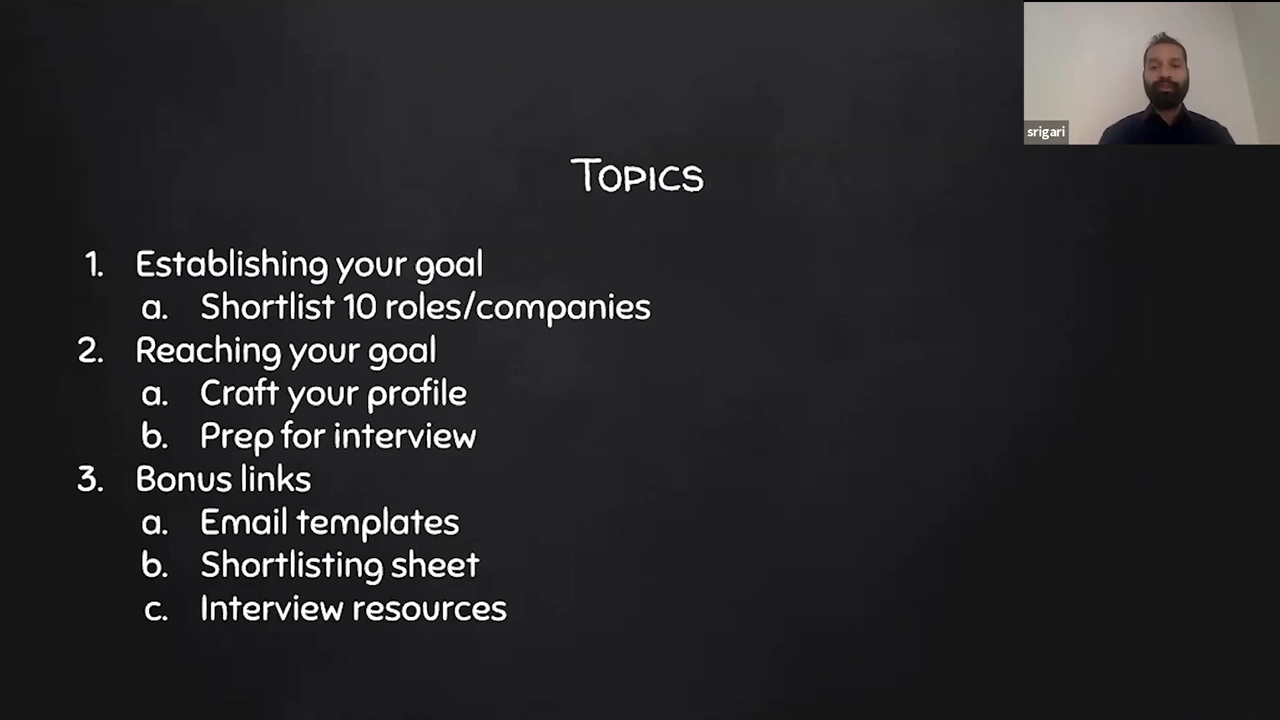 srigari
Topics
1. Establishing your goal
a. Shortlist 10 roles/companies
2. Reaching your goal
a. Craft your profile
b. Prep for interview
3. Bonus links
a. Email templates
b. Shortlisting sheet
c. Interview resources